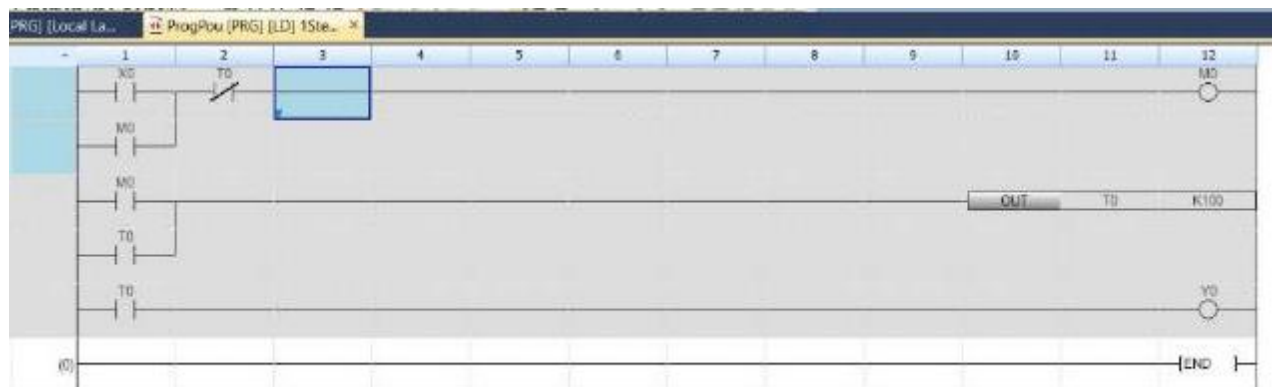 PRG] [Local La... ProgPou [PRG] [LD] 1Ste... ×
1 2 3 4 5 6 7 8 9 10 11 12
X0 T0 M0
M0
M0
OUT T0 K100
T0
T0 Y0
(0) [END ]